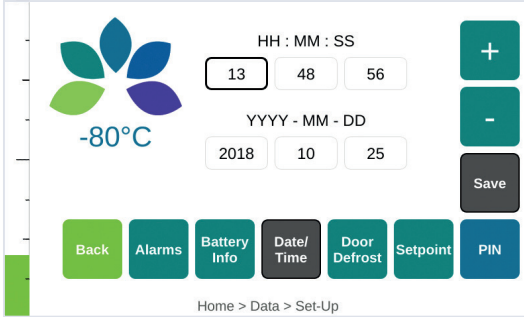 HH : MM : SS
13 48 56
+
YYYY - MM - DD
2018 10 25
-
-80°C
Save
Back
Alarms
Battery
Info
Date/
Time
Door
Defrost
Setpoint
PIN
Home > Data > Set-Up